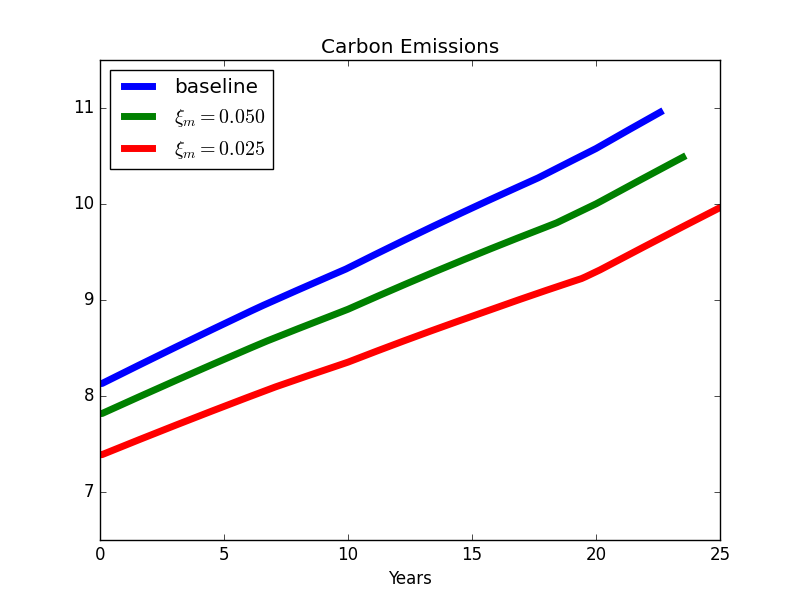 Carbon Emissions
baseline
ξₘ = 0.050
ξₘ = 0.025
11
10
9
8
7
0 5 10 15 20 25
Years